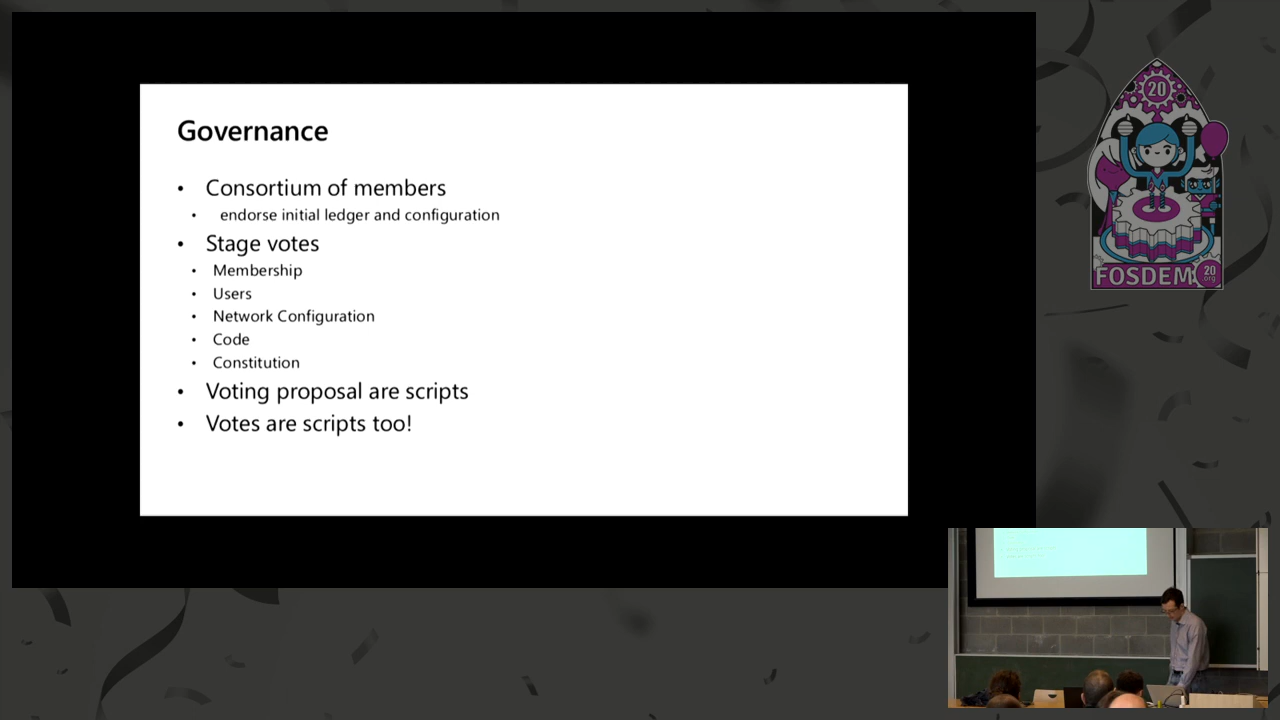 Governance
• Consortium of members
• endorse initial ledger and configuration
• Stage votes
• Membership
• Users
• Network Configuration
• Code
• Constitution
• Voting proposal are scripts
• Votes are scripts too!
20
FOSDEM
20
.org